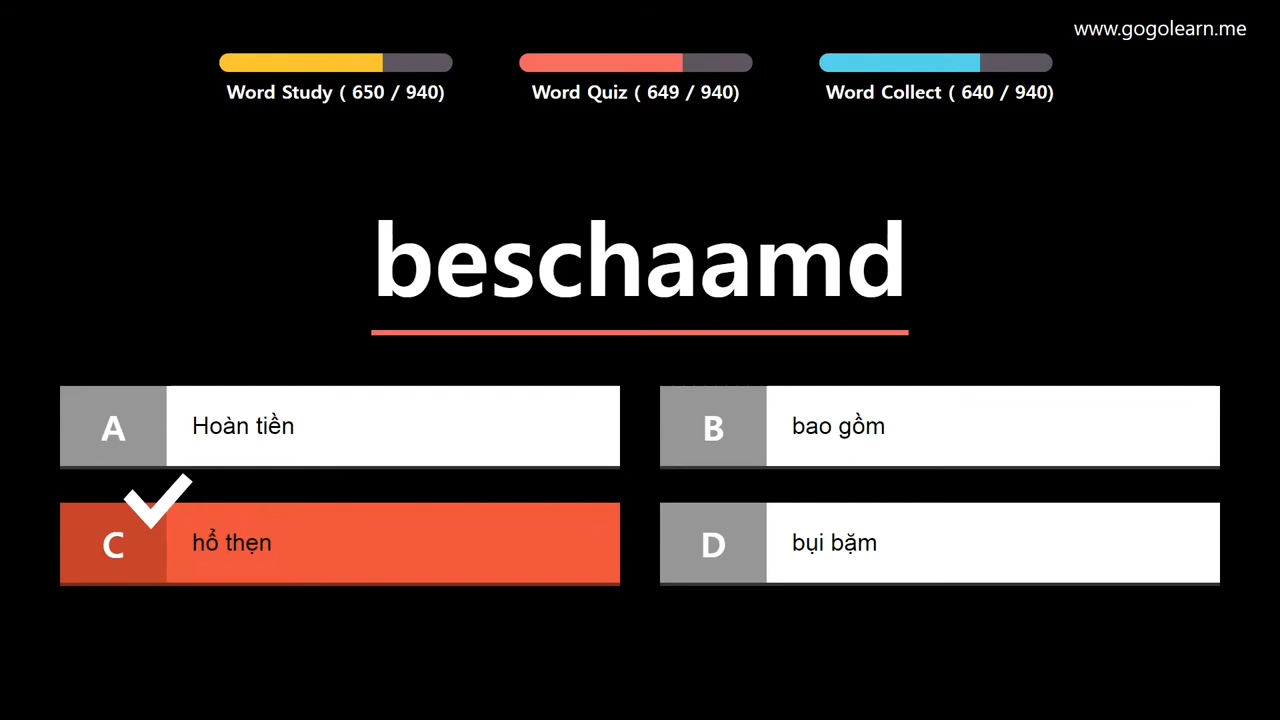 www.gogolearn.me
Word Study ( 650 / 940)
Word Quiz ( 649 / 940)
Word Collect ( 640 / 940)
beschaamd
A
Hoàn tiền
B
bao gồm
C
hổ thẹn
D
bụi bặm